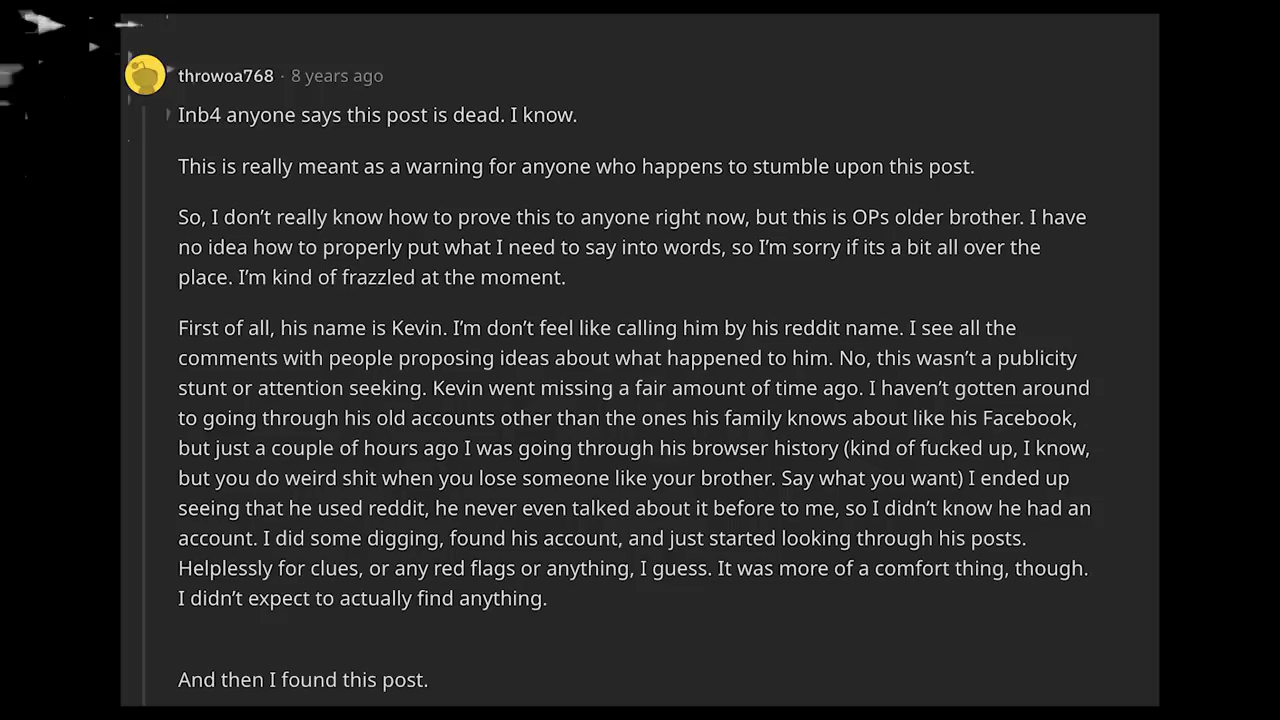 throwoa768 · 8 years ago
Inb4 anyone says this post is dead. I know.
This is really meant as a warning for anyone who happens to stumble upon this post.
So, I don't really know how to prove this to anyone right now, but this is OPs older brother. I have
no idea how to properly put what I need to say into words, so I'm sorry if its a bit all over the
place. I'm kind of frazzled at the moment.
First of all, his name is Kevin. I'm don't feel like calling him by his reddit name. I see all the
comments with people proposing ideas about what happened to him. No, this wasn't a publicity
stunt or attention seeking. Kevin went missing a fair amount of time ago. I haven't gotten around
to going through his old accounts other than the ones his family knows about like his Facebook,
but just a couple of hours ago I was going through his browser history (kind of fucked up, I know,
but you do weird shit when you lose someone like your brother. Say what you want) I ended up
seeing that he used reddit, he never even talked about it before to me, so I didn't know he had an
account. I did some digging, found his account, and just started looking through his posts.
Helplessly for clues, or any red flags or anything, I guess. It was more of a comfort thing, though.
I didn't expect to actually find anything.
And then I found this post.